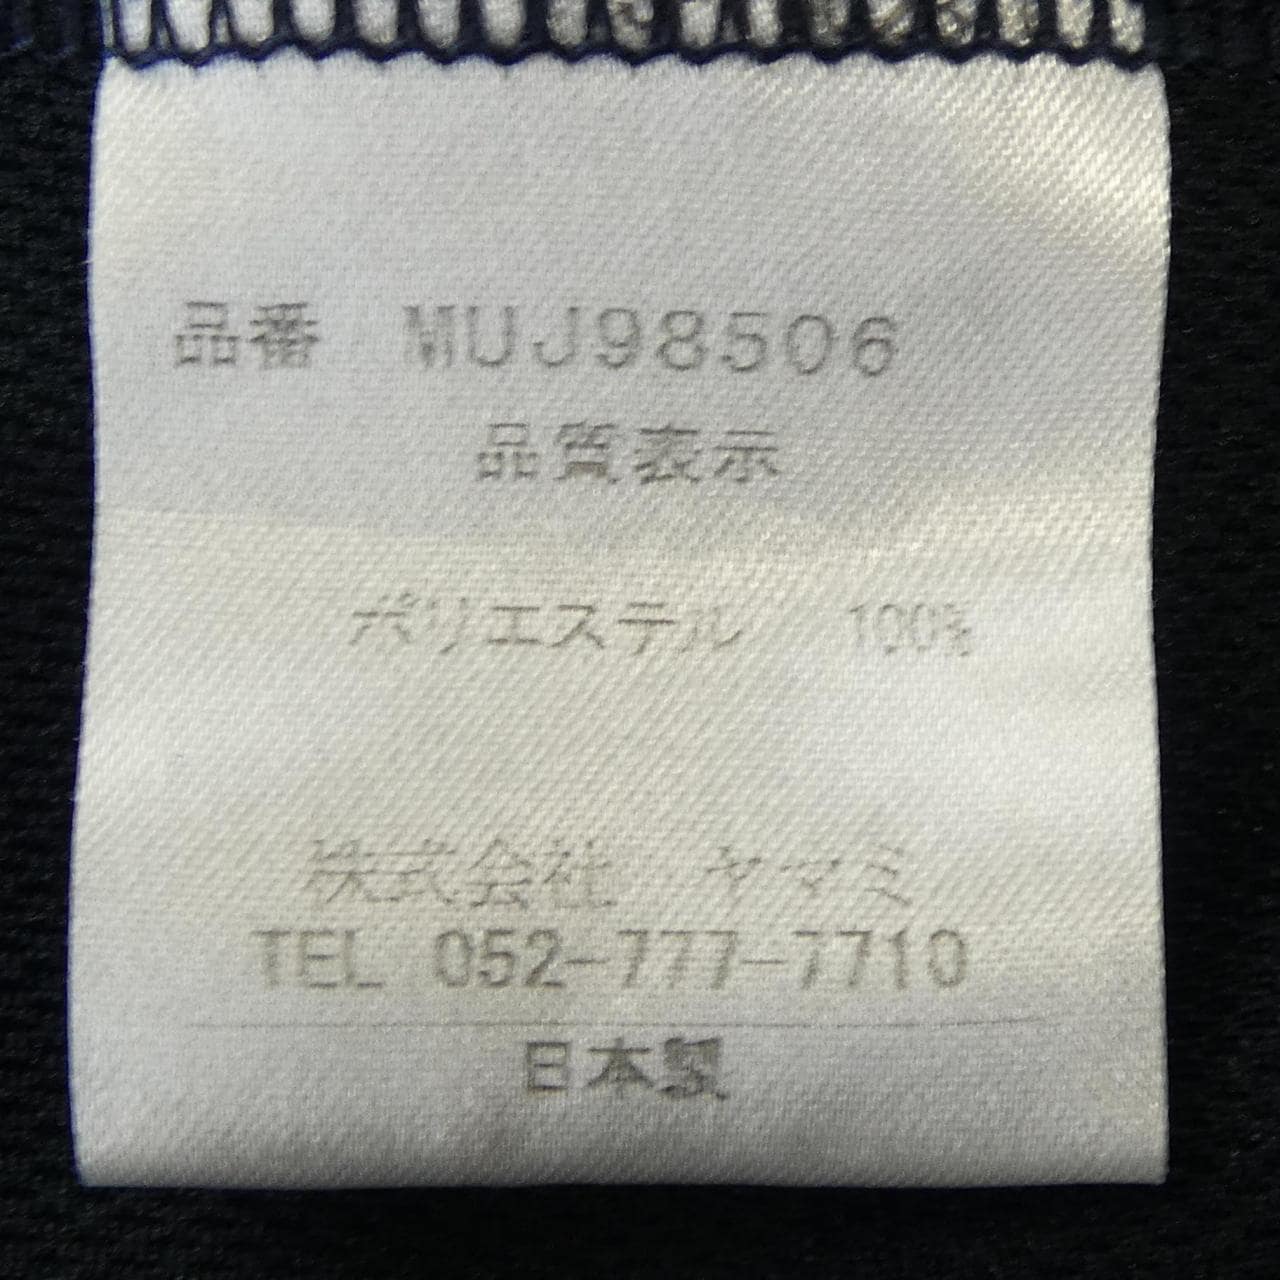 品番 MUJ98506
品質表示
ポリエステル 100%
株式会社 ヤマミ
TEL 052-777-7710
日本製